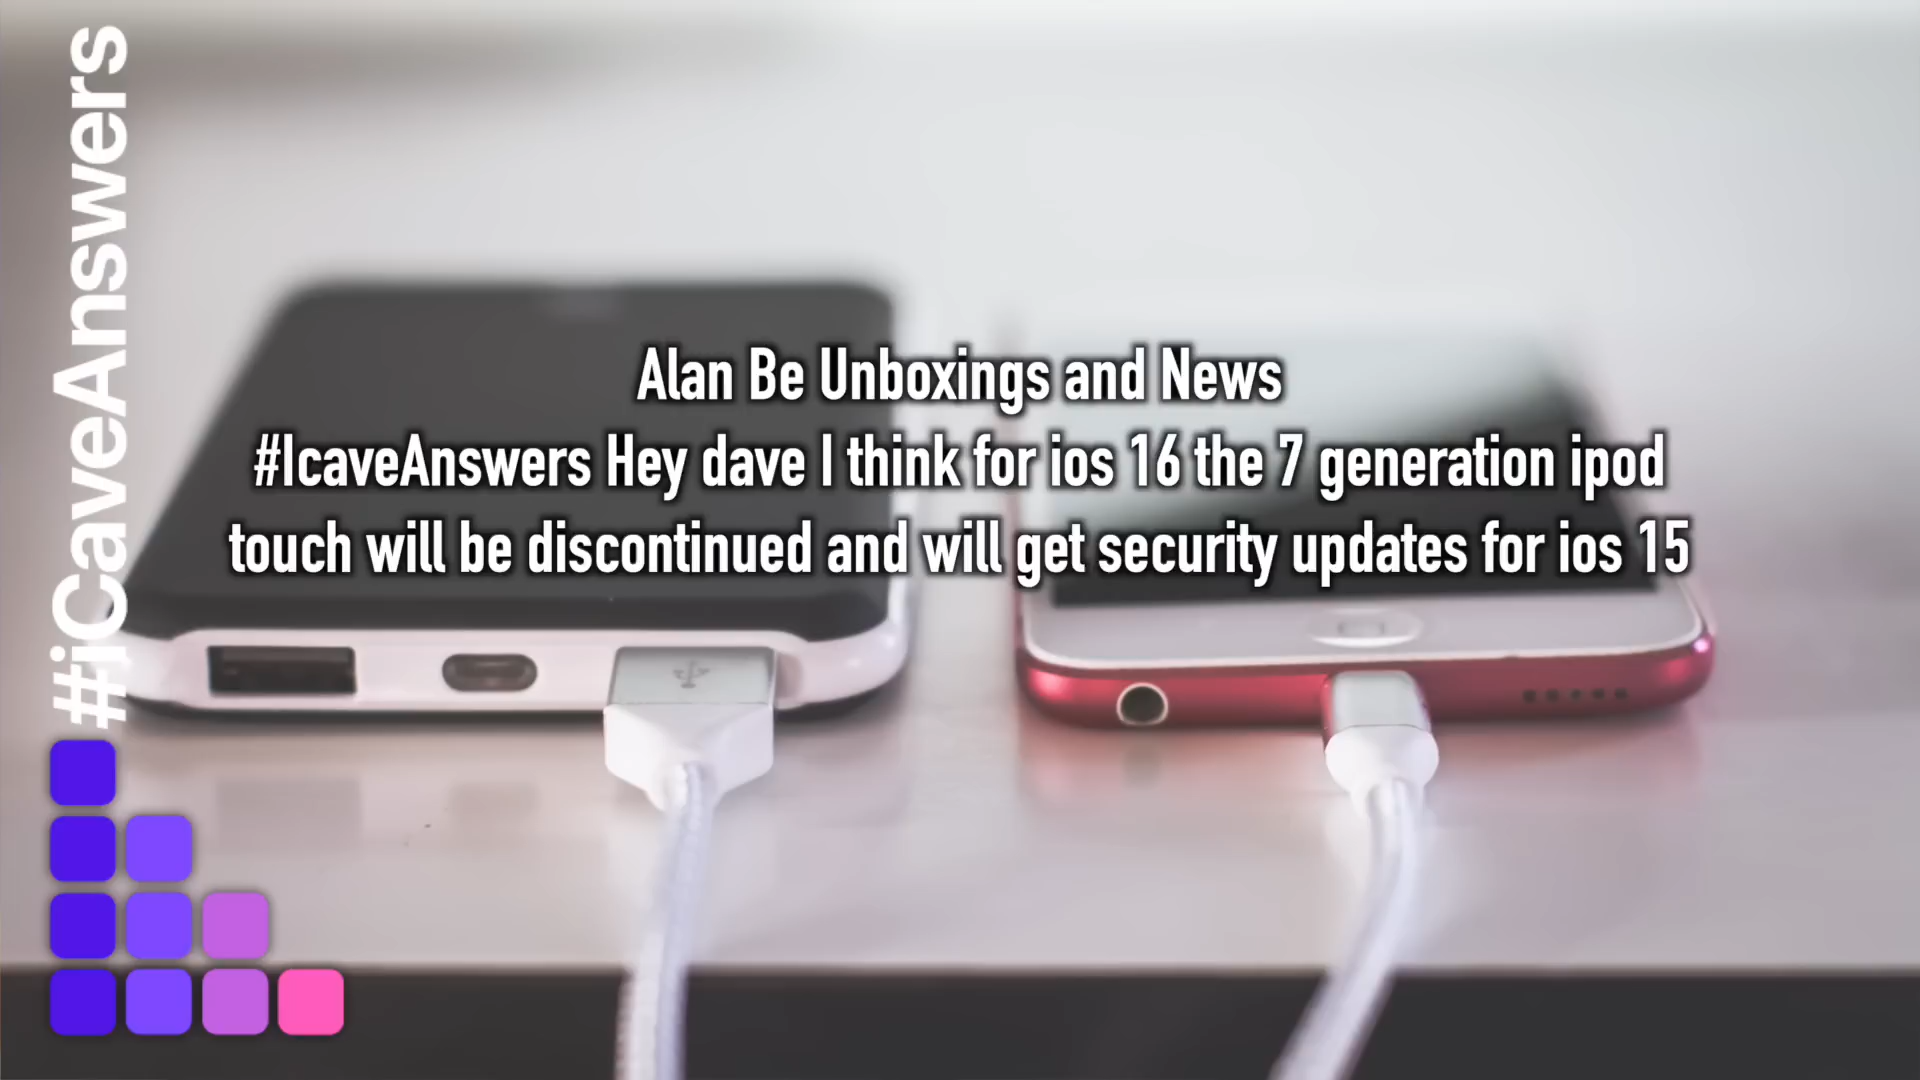 #iCaveAnswers
Alan Be Unboxings and News
#IcaveAnswers Hey dave I think for ios 16 the 7 generation ipod
touch will be discontinued and will get security updates for ios 15